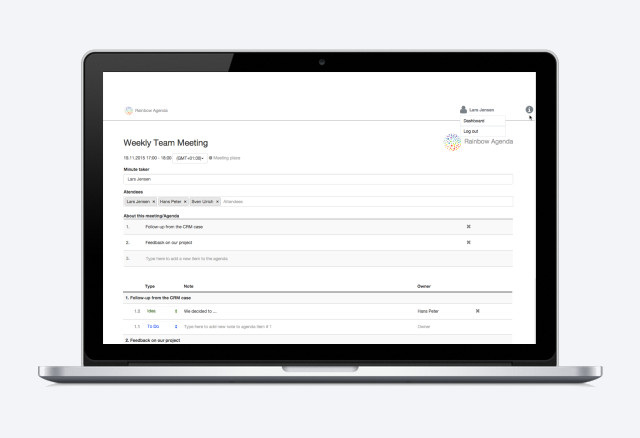 Rainbow Agenda
Lars Jensen
Dashboard
Log out
Rainbow Agenda
Weekly Team Meeting
19.11.2015 17:00 - 18:00 (GMT+01:00) Meeting place
Minute taker
Lars Jensen
Attendees
Lars Jensen × Hans Peter × Sven Ulrich × Attendees
About this meeting/Agenda
1. Follow-up from the CRM case
2. Feedback on our project
3. Type here to add a new item to the agenda
Type Note Owner
1. Follow-up from the CRM case
1.2 Idea We decided to ... Hans Peter
1.1 To Do Type here to add new note to agenda item # 1 Owner
2. Feedback on our project